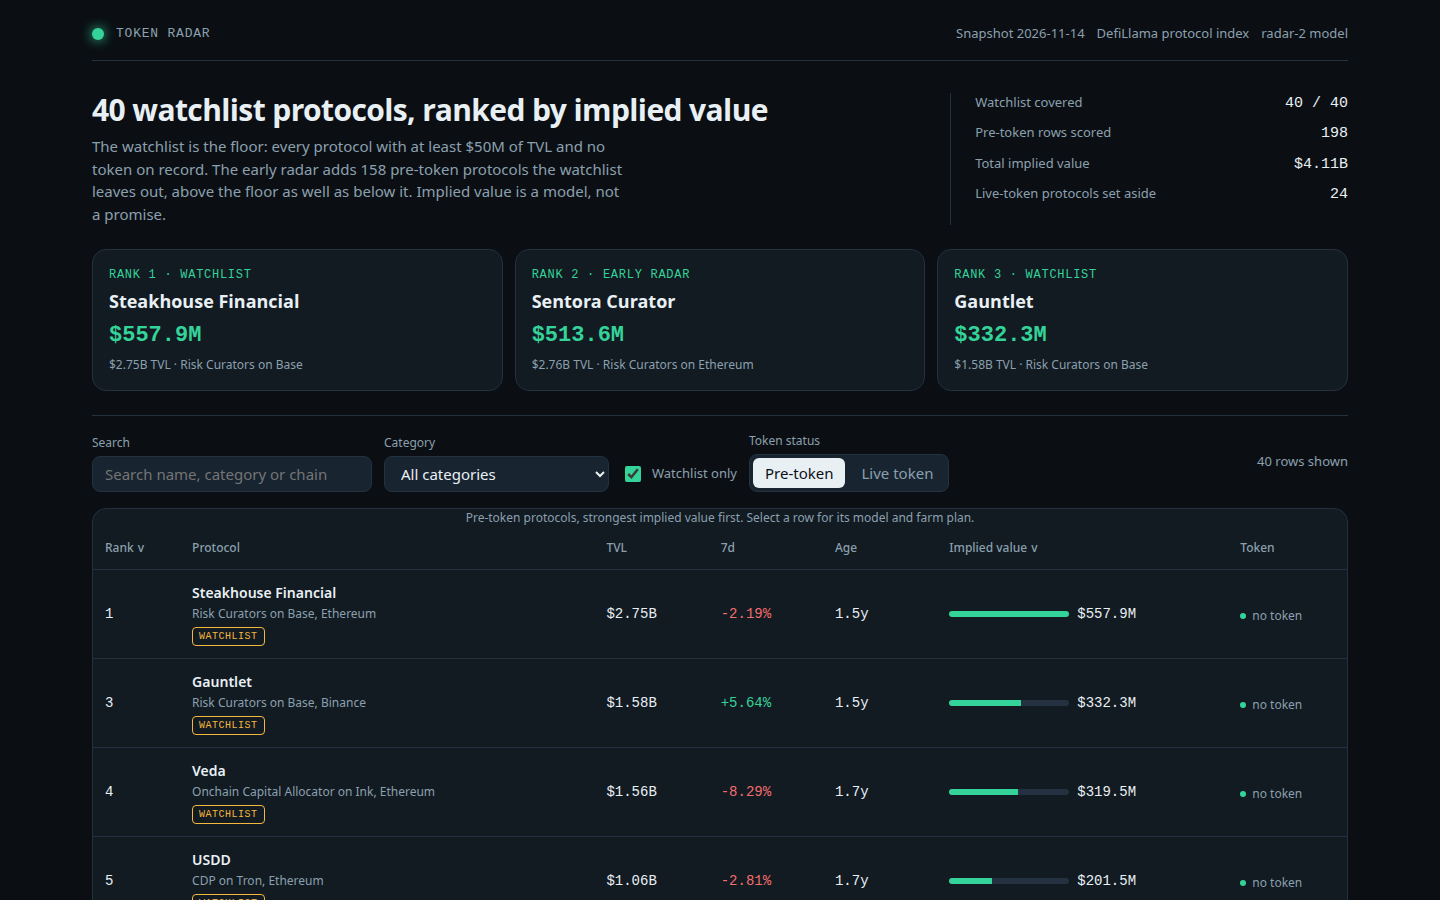 TOKEN RADAR
Snapshot 2026-11-14 DefiLlama protocol index radar-2 model
40 watchlist protocols, ranked by implied value
The watchlist is the floor: every protocol with at least $50M of TVL and no
token on record. The early radar adds 158 pre-token protocols the watchlist
leaves out, above the floor as well as below it. Implied value is a model, not
a promise.
Watchlist covered 40 / 40
Pre-token rows scored 198
Total implied value $4.11B
Live-token protocols set aside 24
RANK 1 · WATCHLIST
Steakhouse Financial
$557.9M
$2.75B TVL · Risk Curators on Base
RANK 2 · EARLY RADAR
Sentora Curator
$513.6M
$2.76B TVL · Risk Curators on Ethereum
RANK 3 · WATCHLIST
Gauntlet
$332.3M
$1.58B TVL · Risk Curators on Base
Search
Search name, category or chain
Category
All categories
Watchlist only
Token status
Pre-token Live token
40 rows shown
Pre-token protocols, strongest implied value first. Select a row for its model and farm plan.
Rank v Protocol TVL 7d Age Implied value v Token
Steakhouse Financial
1 Risk Curators on Base, Ethereum $2.75B -2.19% 1.5y $557.9M no token
WATCHLIST
Gauntlet
3 Risk Curators on Base, Binance $1.58B +5.64% 1.5y $332.3M no token
WATCHLIST
Veda
4 Onchain Capital Allocator on Ink, Ethereum $1.56B -8.29% 1.7y $319.5M no token
WATCHLIST
USDD
5 CDP on Tron, Ethereum $1.06B -2.81% 1.7y $201.5M no token